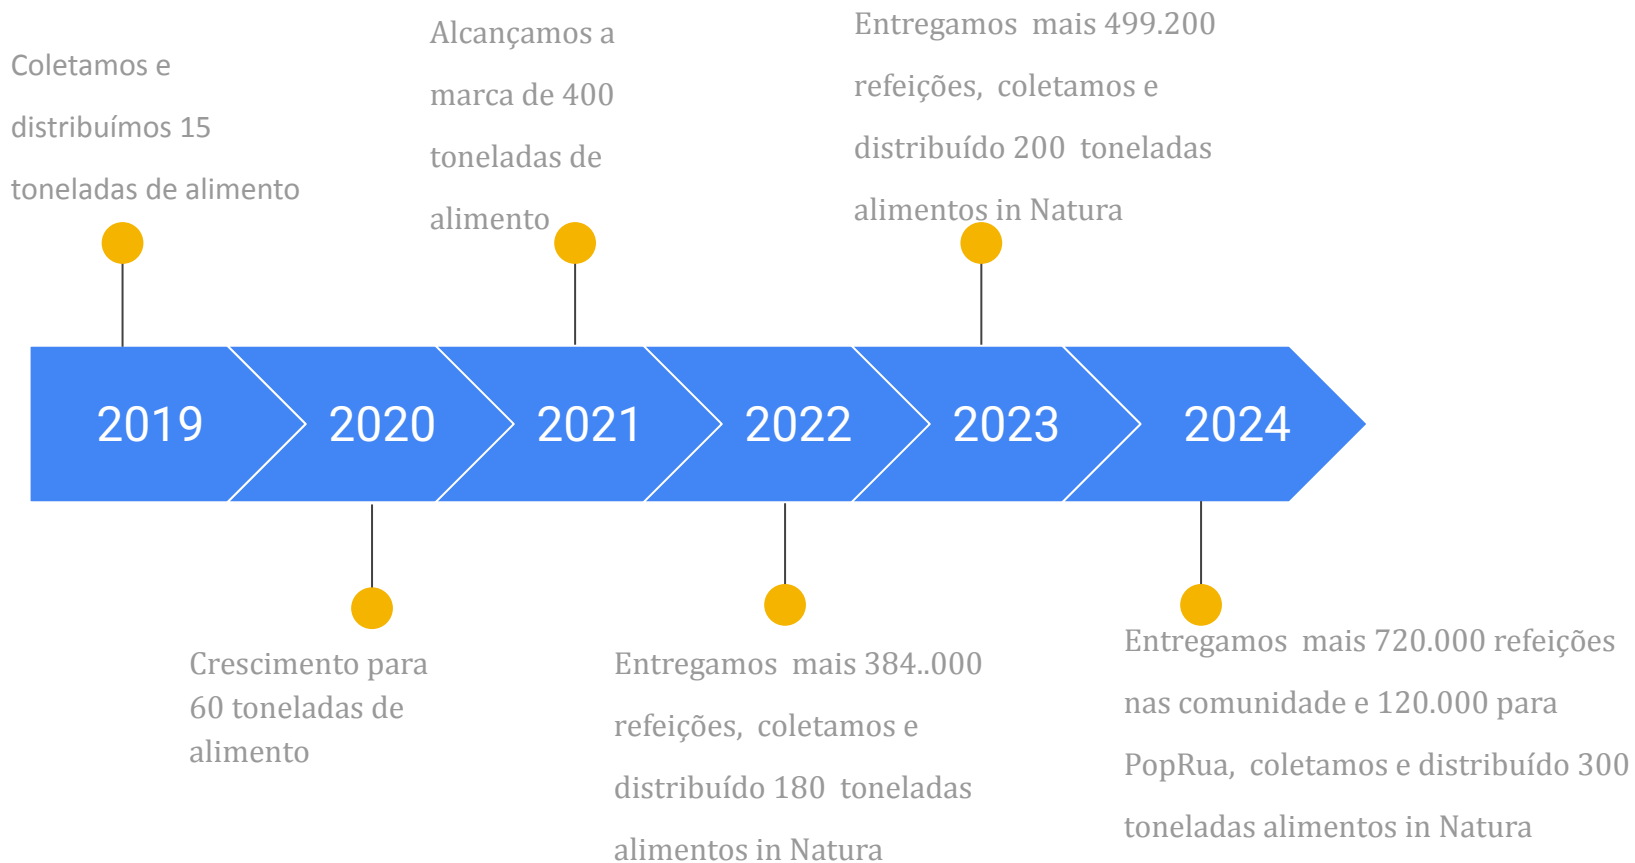 Coletamos e
distribuímos 15
toneladas de alimento
Alcançamos a
marca de 400
toneladas de
alimento
Entregamos  mais 499.200
refeições,  coletamos e
distribuído 200  toneladas
alimentos in Natura
2019
2020
2021
2022
2023
2024
Crescimento para
60 toneladas de
alimento
Entregamos  mais 384..000
refeições,  coletamos e
distribuído 180  toneladas
alimentos in Natura
Entregamos  mais 720.000 refeições
nas comunidade e 120.000 para
PopRua,  coletamos e distribuído 300
toneladas alimentos in Natura